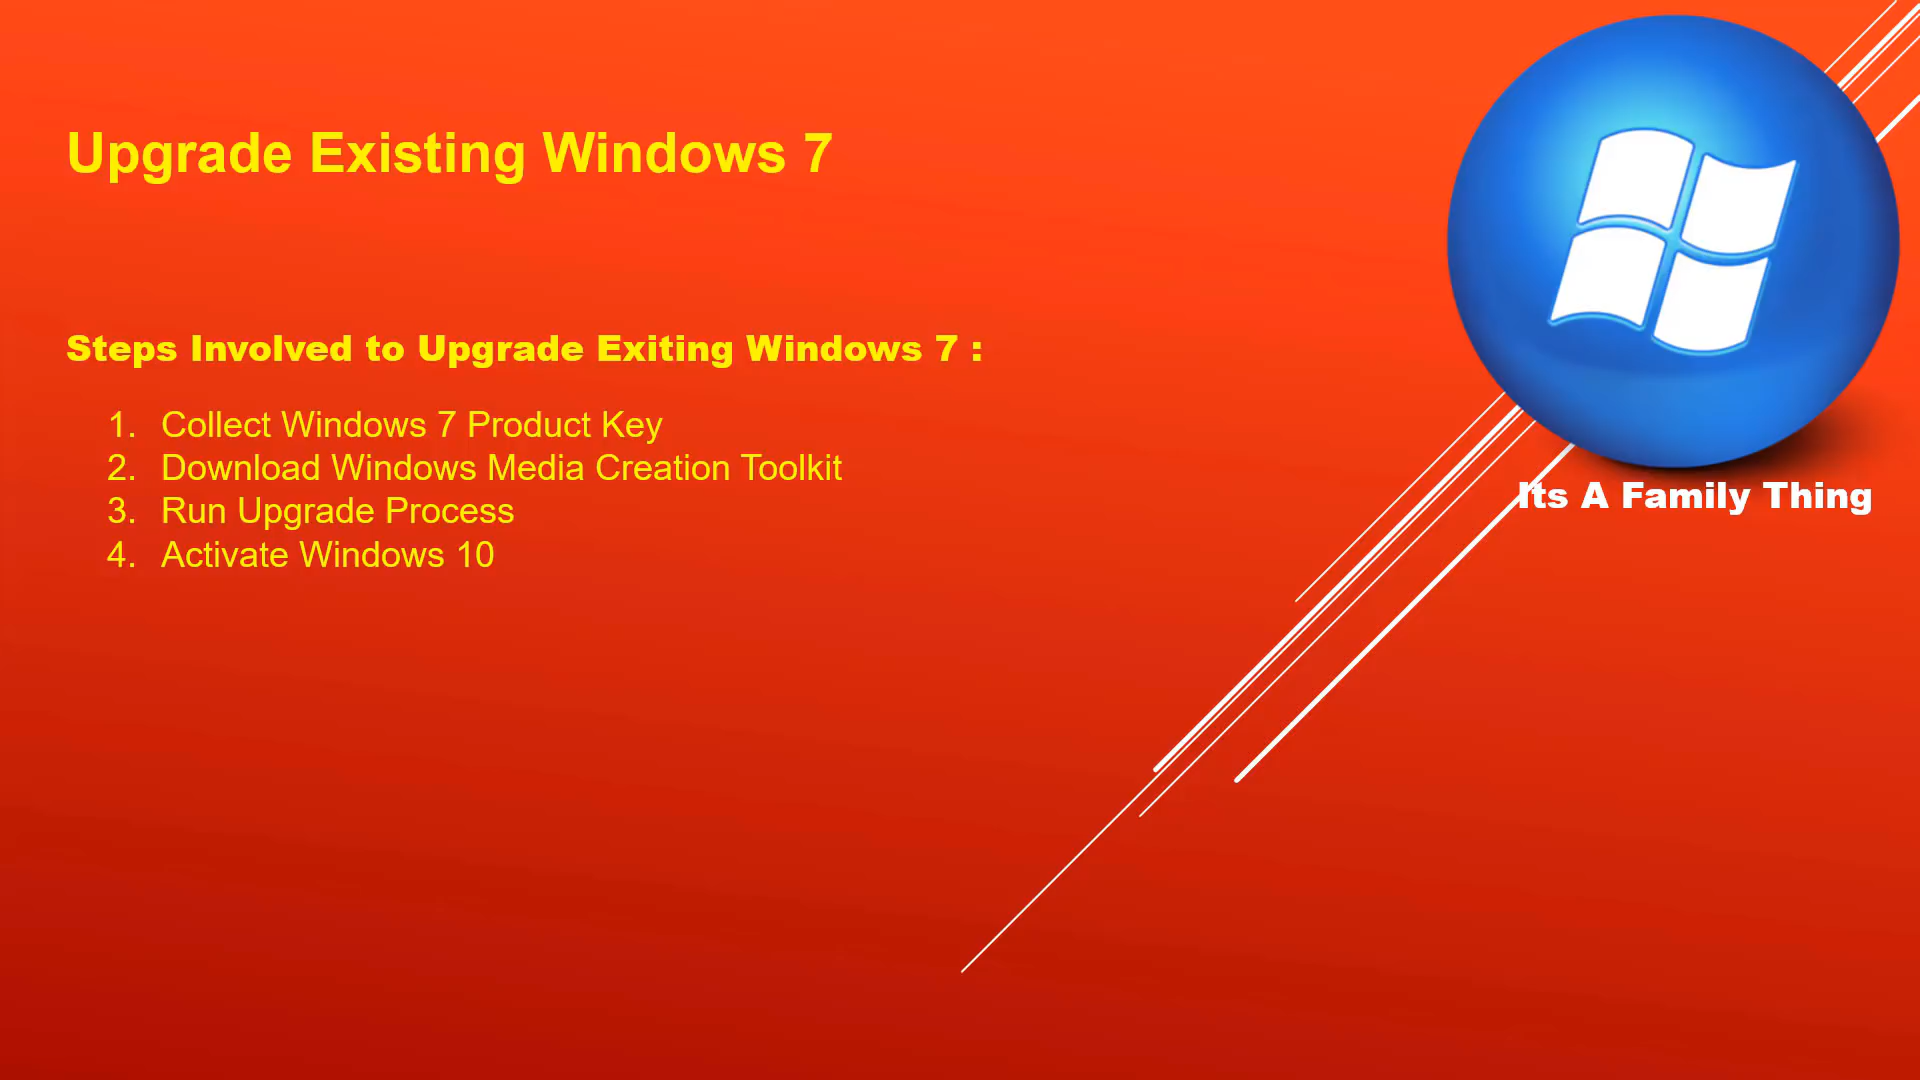 Upgrade Existing Windows 7
Steps Involved to Upgrade Exiting Windows 7 :
1. Collect Windows 7 Product Key
2. Download Windows Media Creation Toolkit
3. Run Upgrade Process
4. Activate Windows 10
Its A Family Thing